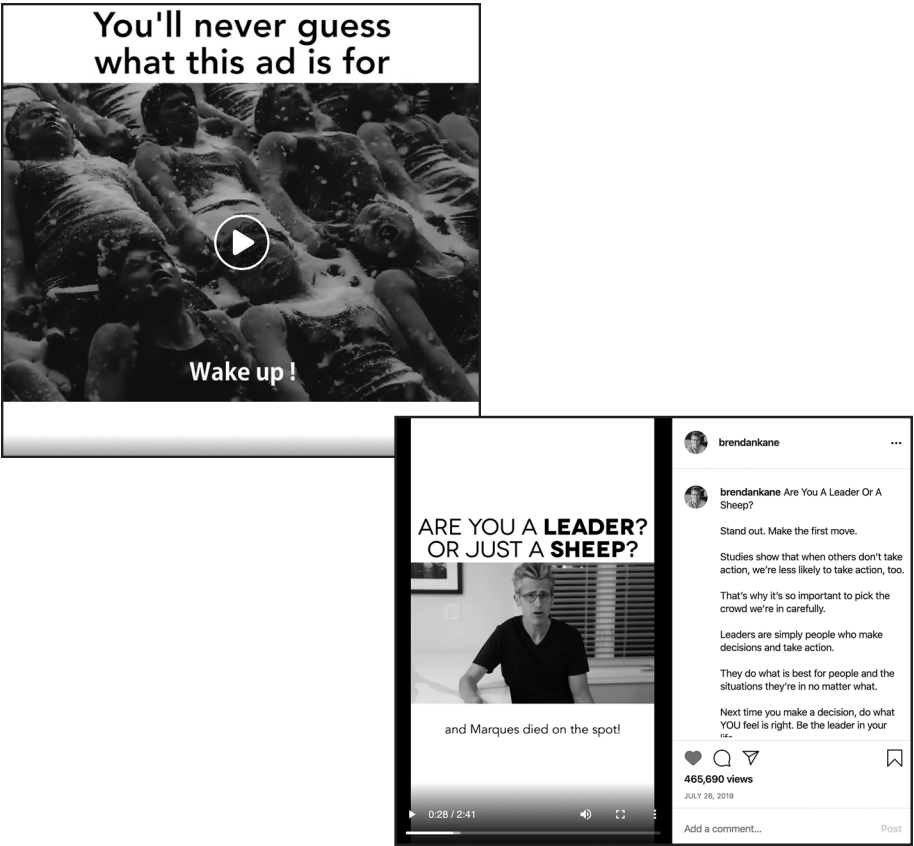 You'll never guess
what this ad is for
Wake up !
ARE YOU A LEADER?
OR JUST A SHEEP?
and Marques died on the spot!
0:28 / 2:41
brendankane
brendankane Are You A Leader Or A
Sheep?
Stand out. Make the first move.
Studies show that when others don't take
action, we're less likely to take action, too.
That's why it's so important to pick the
crowd we're in carefully.
Leaders are simply people who make
decisions and take action.
They do what is best for people and the
situations they're in no matter what.
Next time you make a decision, do what
YOU feel is right. Be the leader in your
465,690 views
JULY 26, 2019
Add a comment...
Post